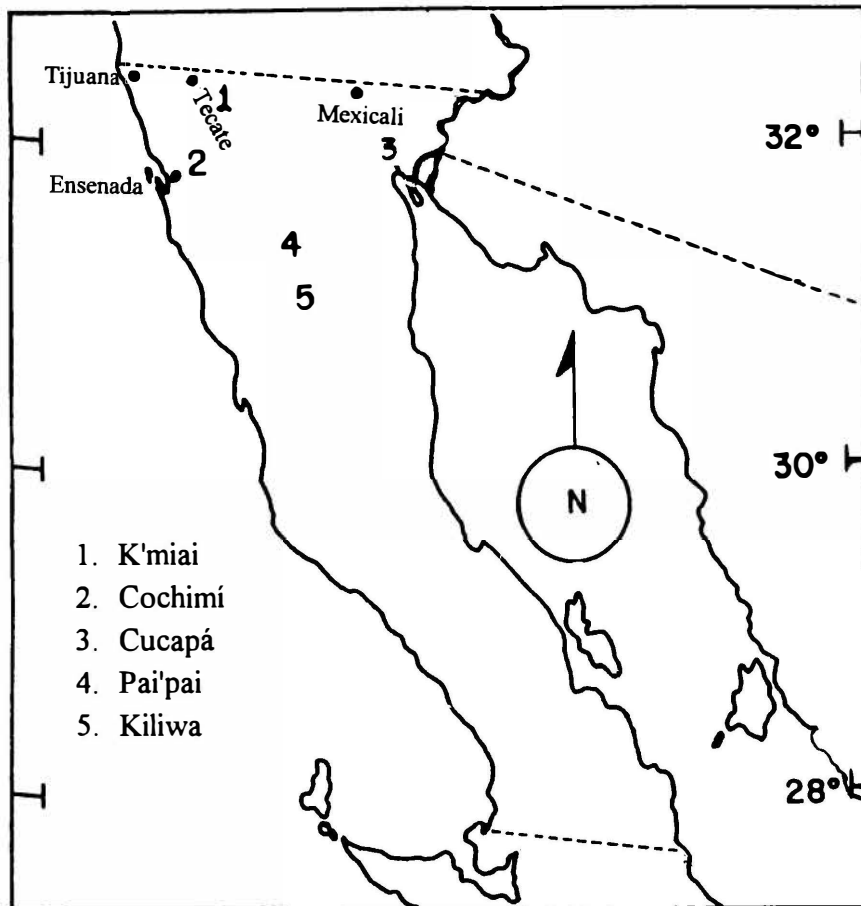 Tijuana
Tecate
1
Mexicali
32°
3
2
Ensenada
4
5
30°
N
1. K'miai
2. Cochimí
3. Cucapá
4. Pai'pai
5. Kiliwa
28°